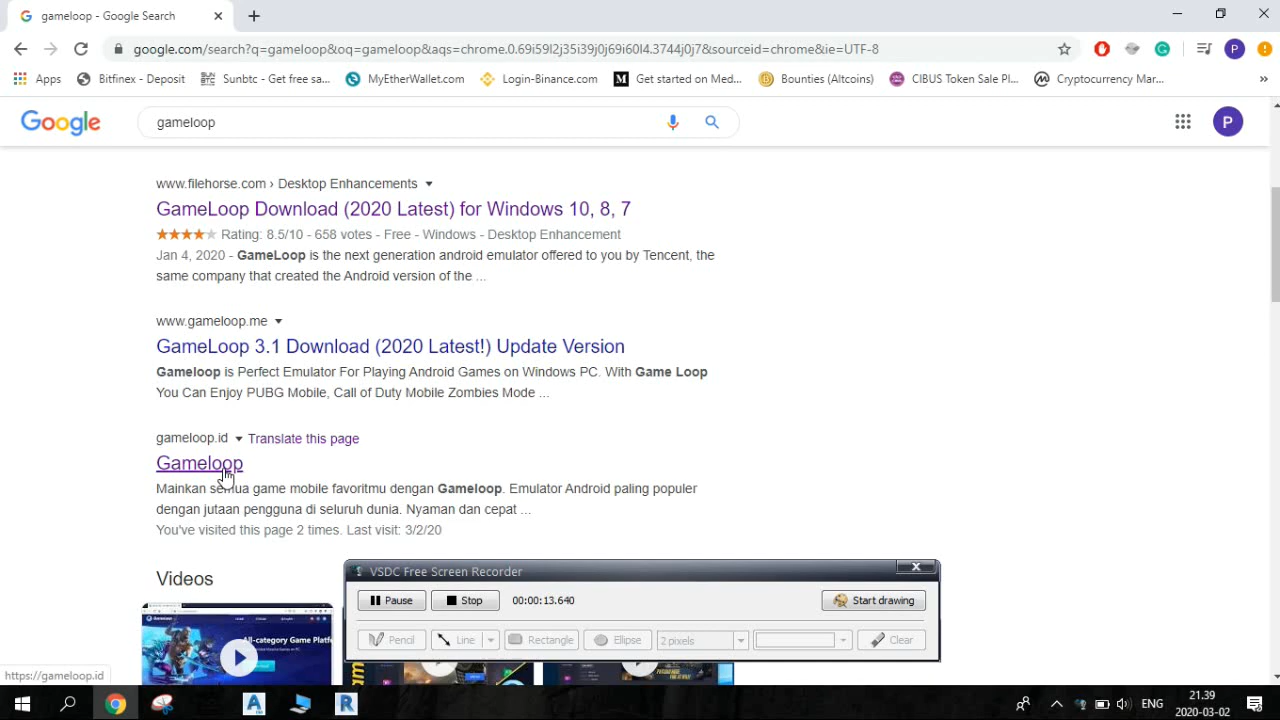 gameloop - Google Search
google.com/search?q=gameloop&oq=gameloop&aqs=chrome.0.69i59l2j35i39j0j69i60l4.3744j0j7&sourceid=chrome&ie=UTF-8
P
Apps
Bitfinex - Deposit
Sunbtc - Get free sa...
MyEtherWallet.com
Login-Binance.com
Get started on Med...
Bounties (Altcoins)
CIBUS Token Sale Pl...
Cryptocurrency Mar...
»
Google
gameloop
P
www.filehorse.com › Desktop Enhancements
GameLoop Download (2020 Latest) for Windows 10, 8, 7
Rating: 8.5/10 - 658 votes - Free - Windows - Desktop Enhancement
Jan 4, 2020 - GameLoop is the next generation android emulator offered to you by Tencent, the
same company that created the Android version of the ...
www.gameloop.me
GameLoop 3.1 Download (2020 Latest!) Update Version
Gameloop is Perfect Emulator For Playing Android Games on Windows PC. With Game Loop
You Can Enjoy PUBG Mobile, Call of Duty Mobile Zombies Mode ...
gameloop.id Translate this page
Gameloop
Mainkan semua game mobile favoritmu dengan Gameloop. Emulator Android paling populer
dengan jutaan pengguna di seluruh dunia. Nyaman dan cepat ...
You've visited this page 2 times. Last visit: 3/2/20
Videos
VSDC Free Screen Recorder
Pause
Stop
00:00:13.640
Start drawing
Pencil
Line
Rectangle
Ellipse
2 pixels
Clear
All-category Game Platf
https://gameloop.id
A
R
ENG
21.39
2020-03-02